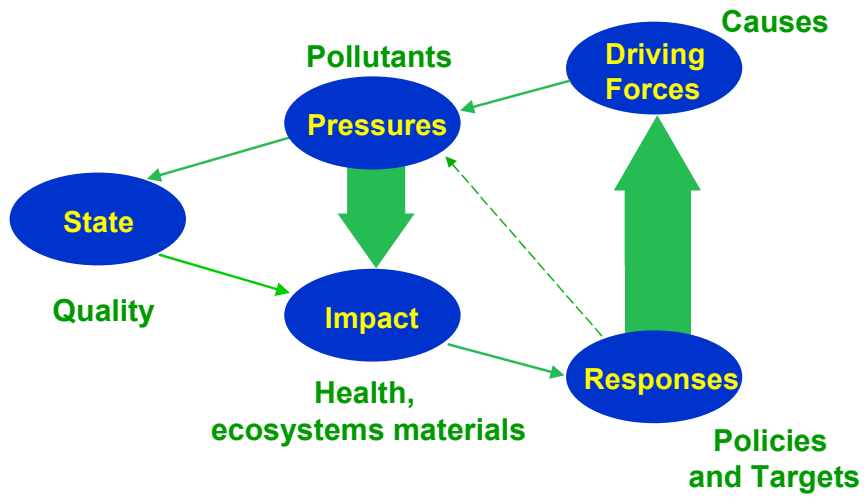 Causes
Driving
Forces
Pollutants
Pressures
State
Quality
Impact
Health,
ecosystems materials
Responses
Policies
and Targets